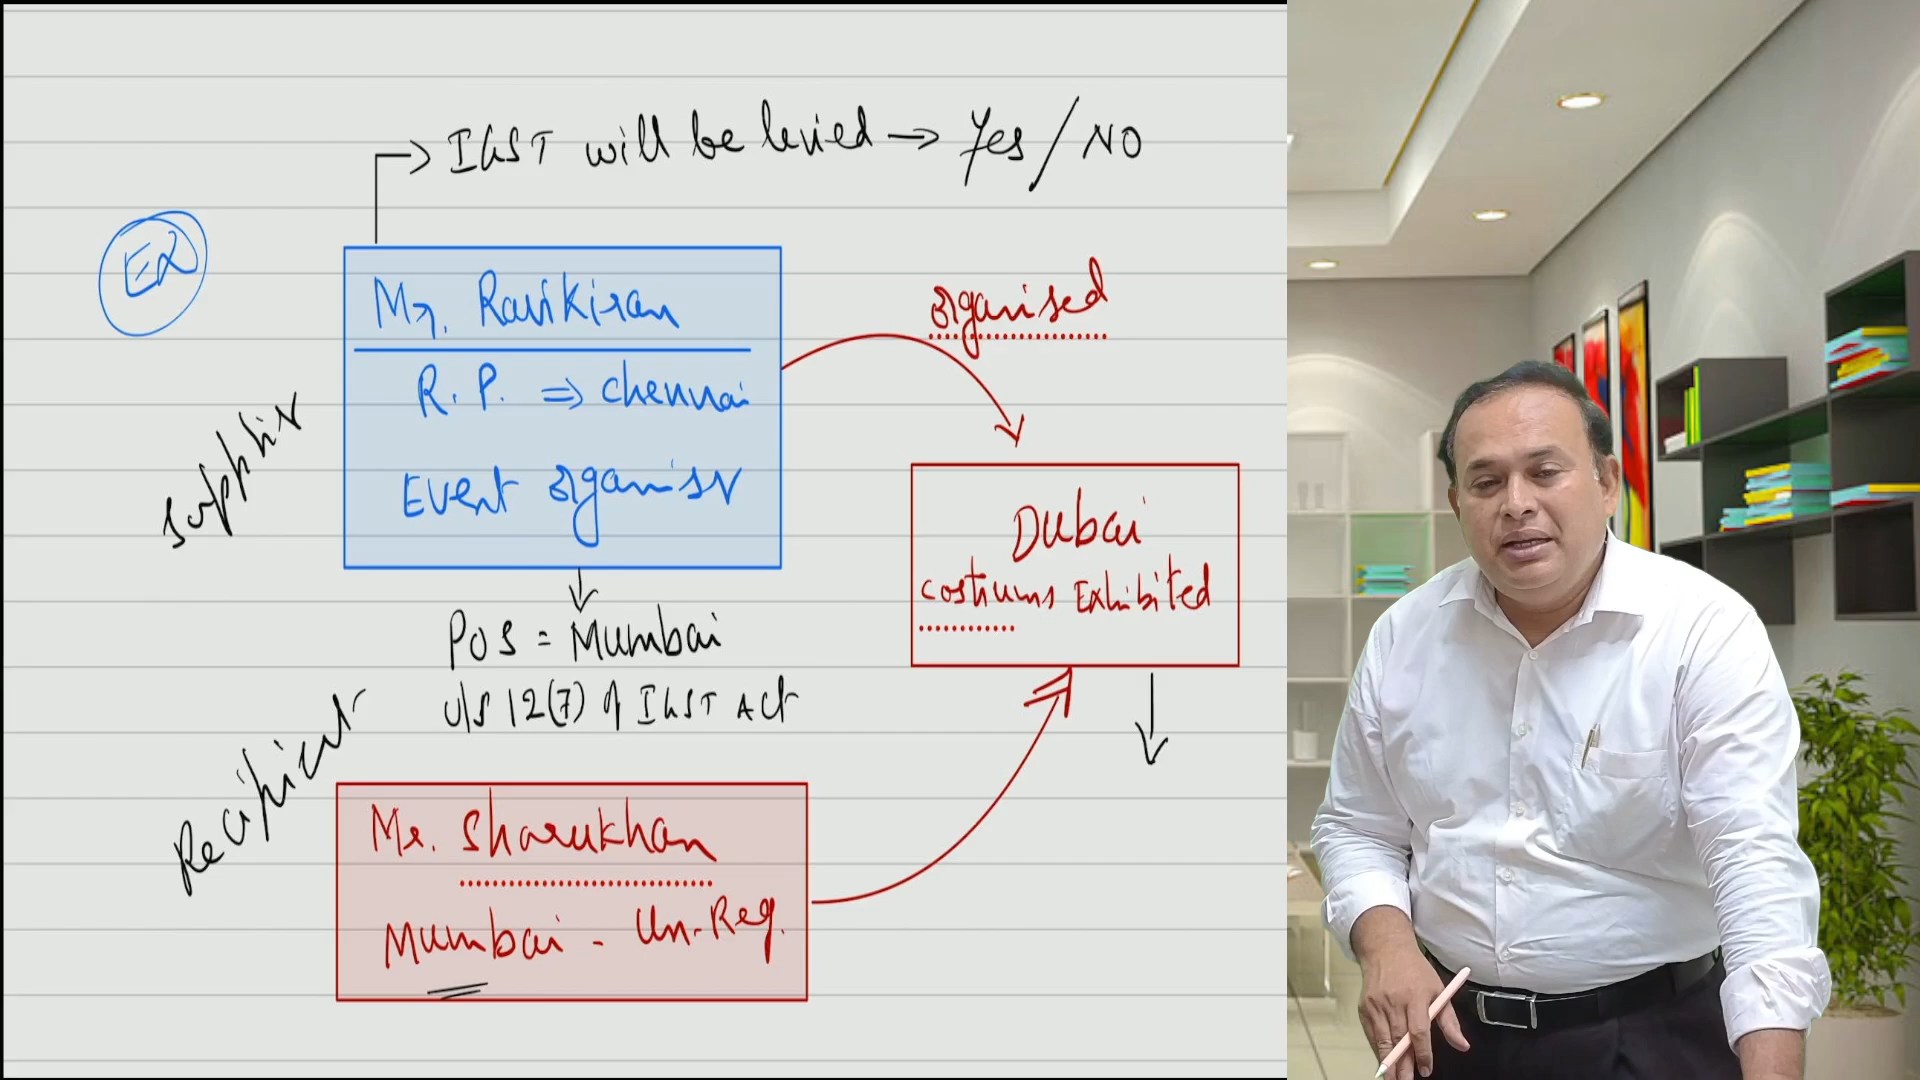 IGST will be levied → Yes / NO
EX
Mr. Ravikiran
R.P. ⇒ chennai
Event organiser
organised
supplier
Dubai
costiums Exhibited
POS = Mumbai
u/s 12(7) of IGST Act
Recipient
Mr. Sharukhan
Mumbai - Un-Reg.